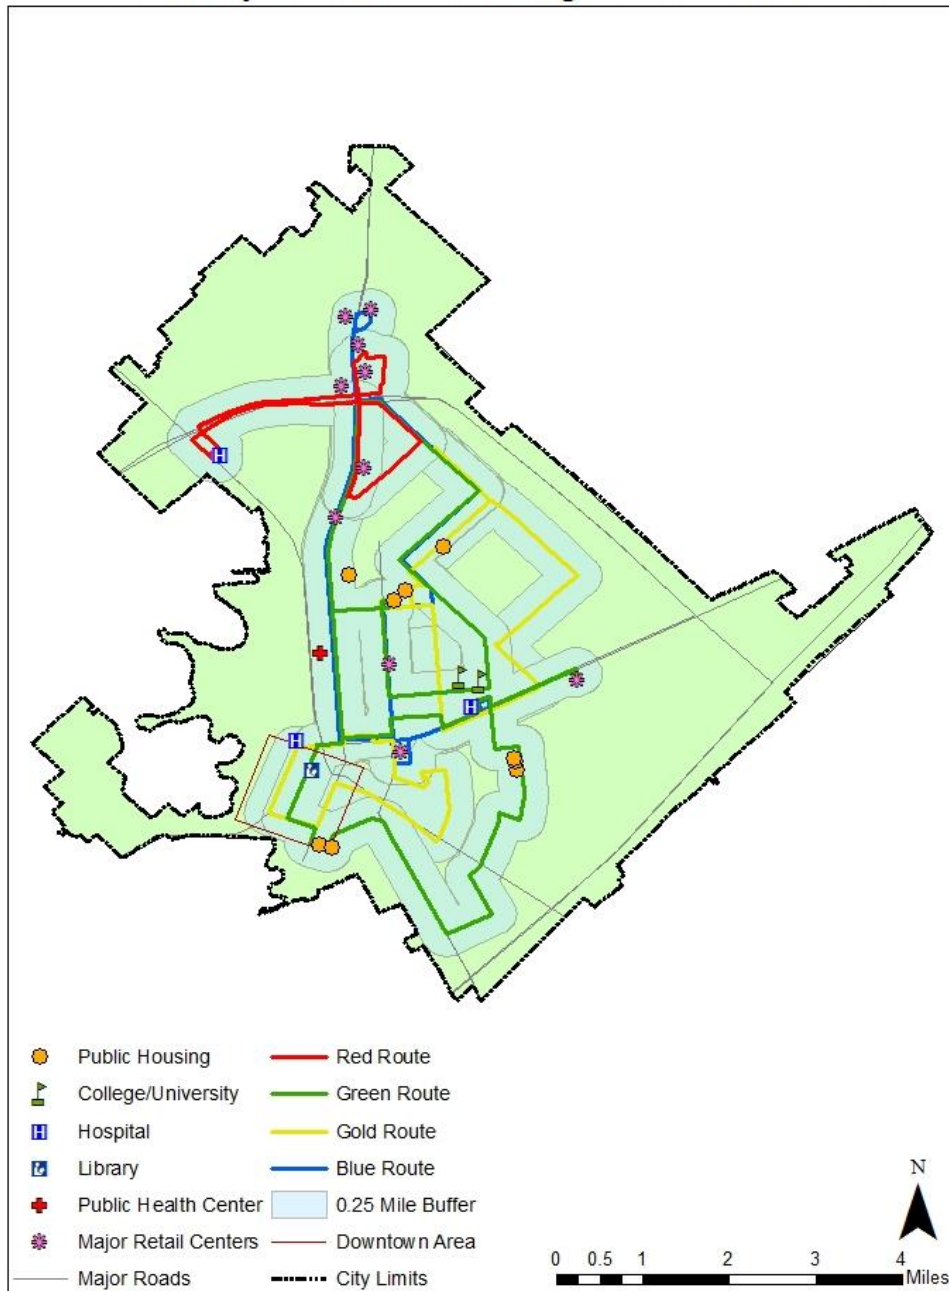 Public Housing
Red Route
College/University
Green Route
Hospital
Gold Route
Library
Blue Route
Public Health Center
0.25 Mile Buffer
Major Retail Centers
Downtown Area
Major Roads
City Limits
N
0 0.5 1 2 3 4
Miles
H
H
H
H